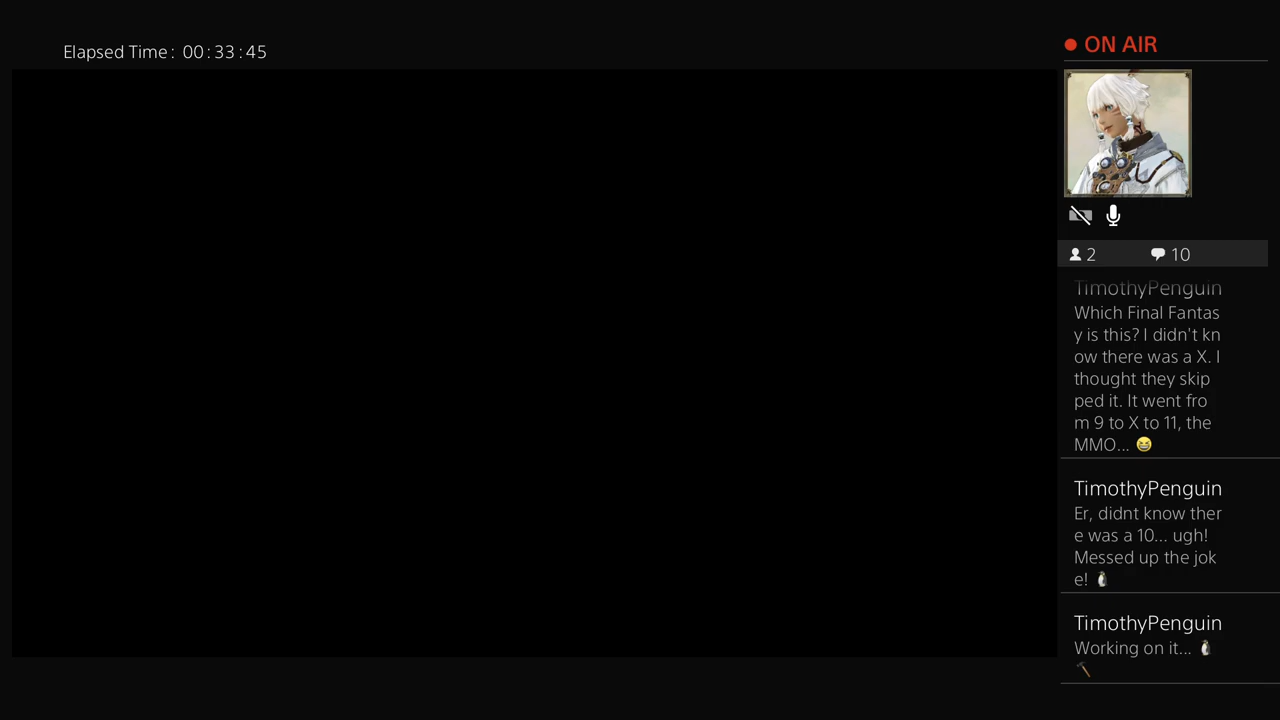 Elapsed Time: 00:33:45
ON AIR
2 10
TimothyPenguin
Which Final Fantas
y is this? I didn't kn
ow there was a X. I
thought they skip
ped it. It went fro
m 9 to X to 11, the
MMO... 😆
TimothyPenguin
Er, didnt know ther
e was a 10... ugh!
Messed up the jok
e! 🐧
TimothyPenguin
Working on it... 🐧
🔨